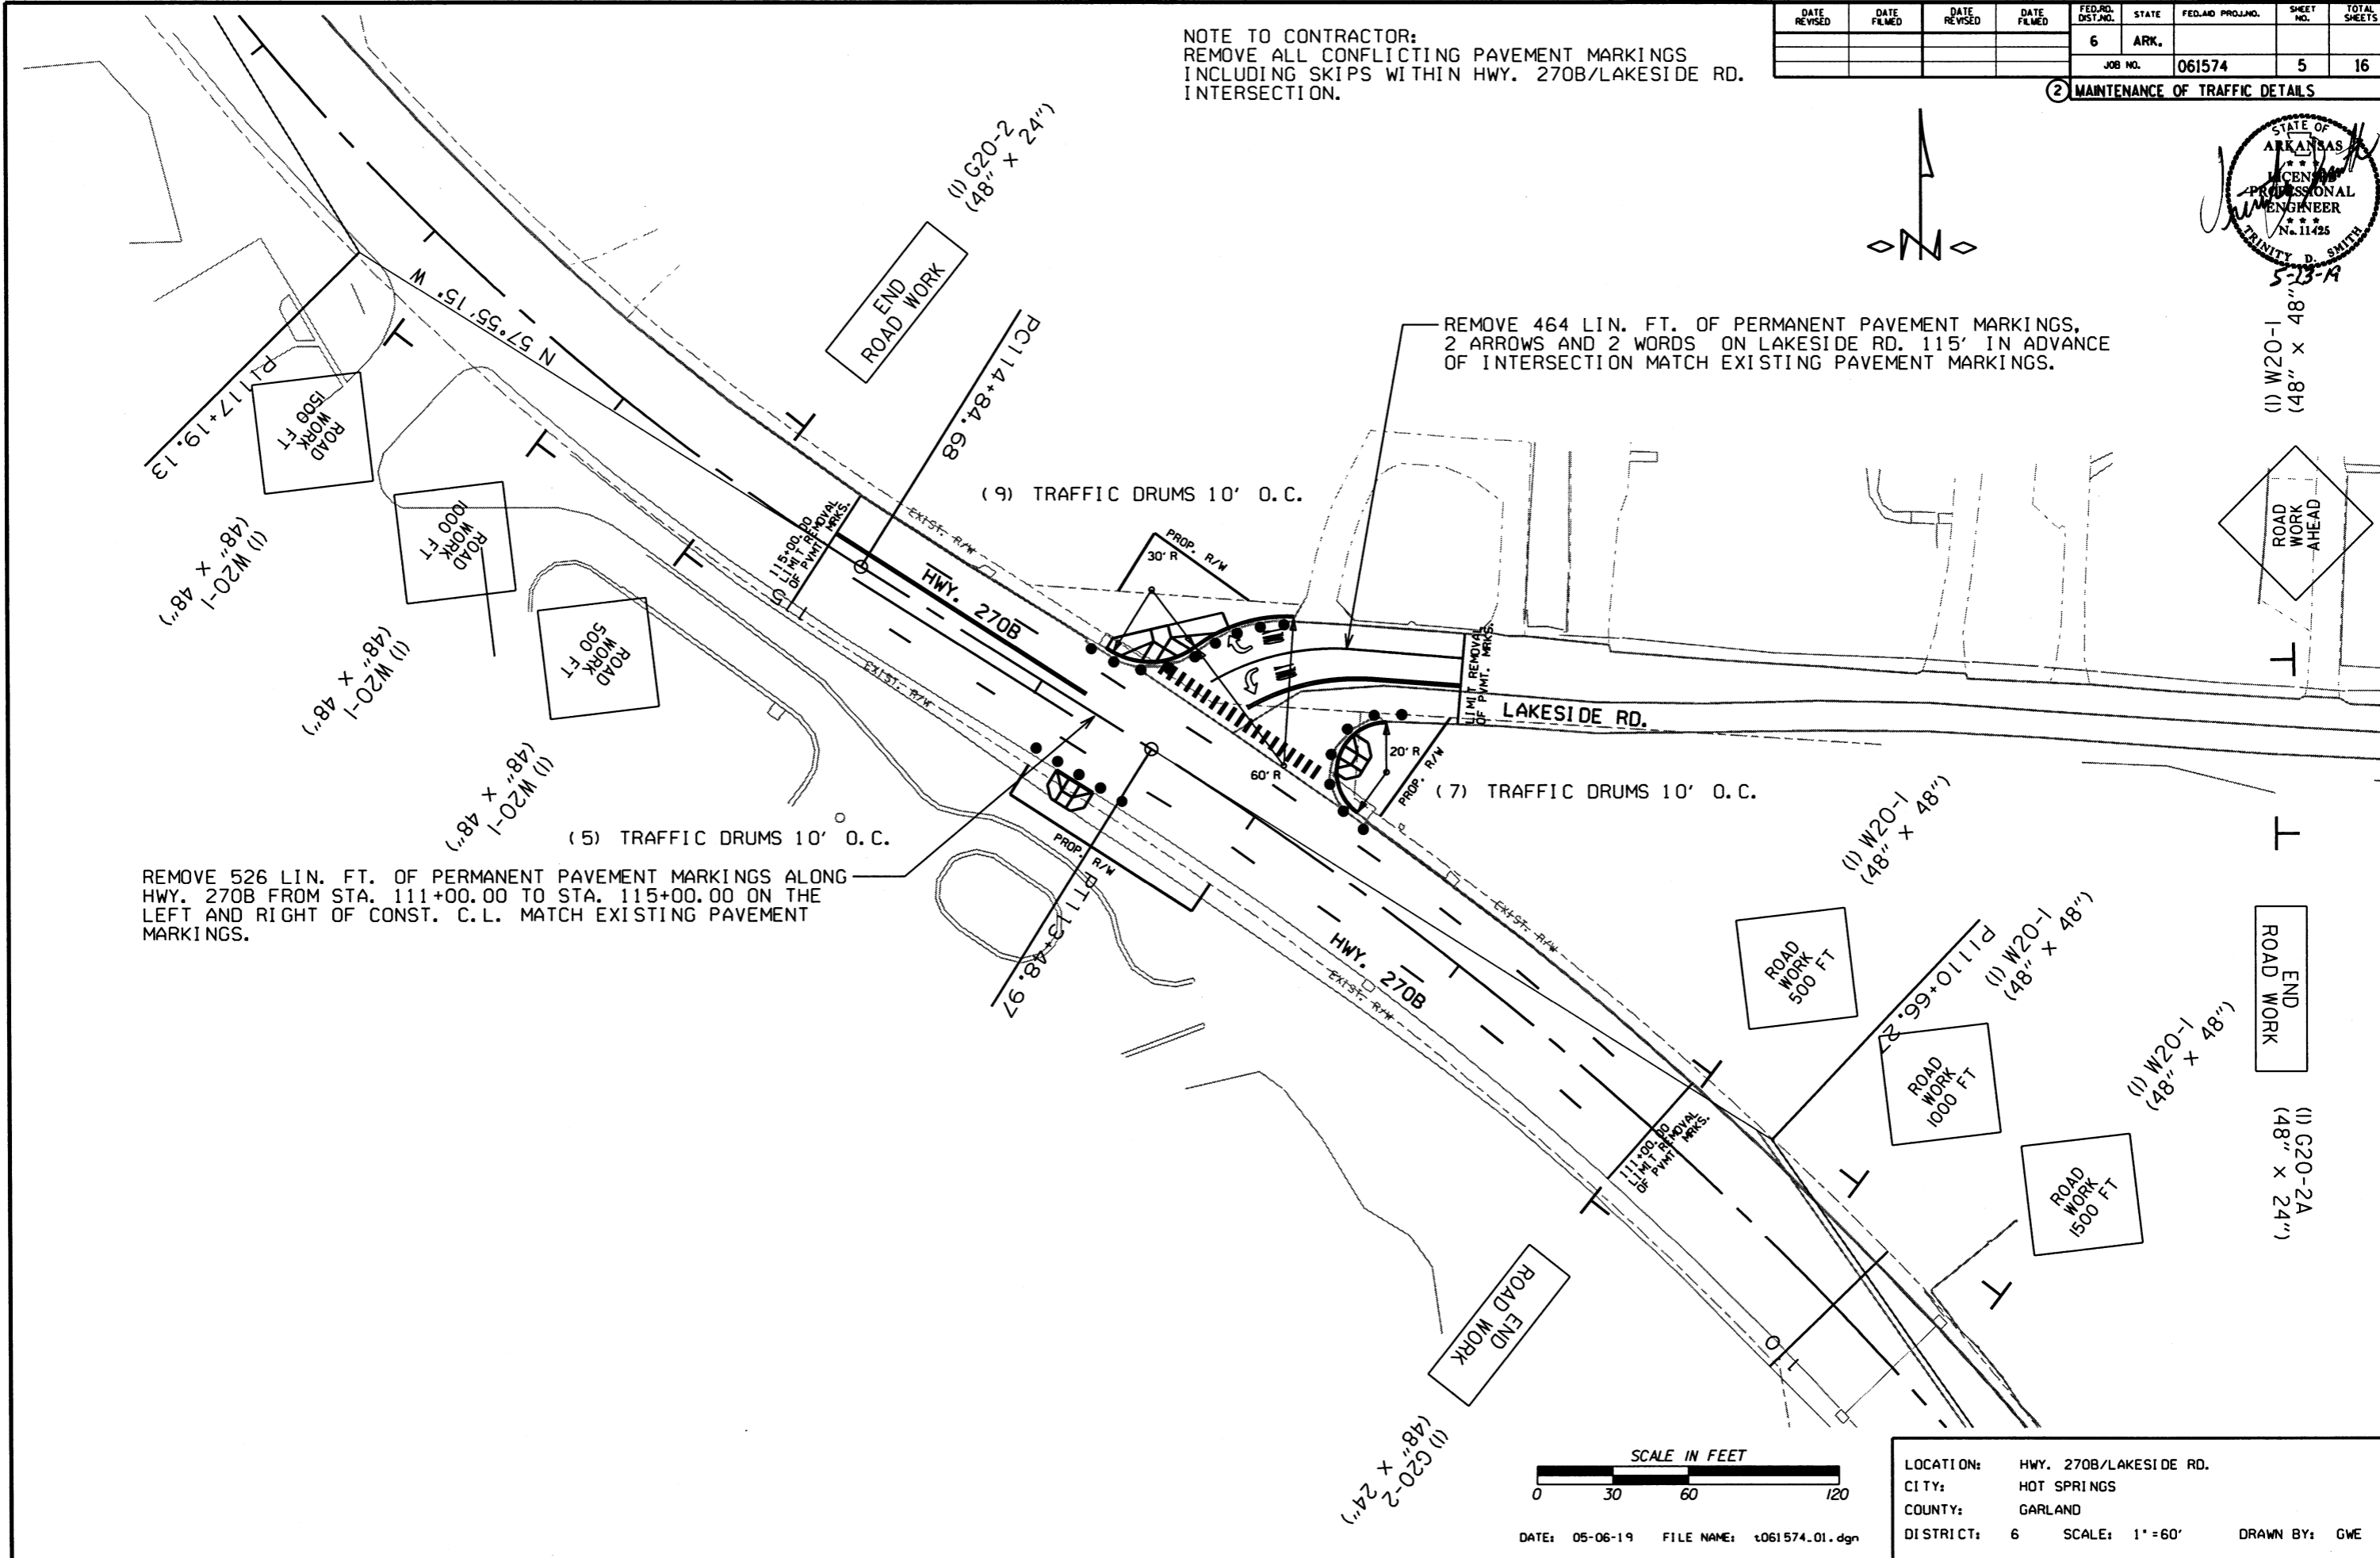 NOTE TO CONTRACTOR:
REMOVE ALL CONFLICTING PAVEMENT MARKINGS
INCLUDING SKIPS WITHIN HWY. 270B/LAKESIDE RD.
INTERSECTION.
DATE REVISED
DATE FILMED
DATE REVISED
DATE FILMED
FED.RD. DIST.NO.
STATE
FED.AID PROJ.NO.
SHEET NO.
TOTAL SHEETS
6
ARK.
JOB NO.
061574
5
16
2 MAINTENANCE OF TRAFFIC DETAILS
STATE OF
ARKANSAS
* * *
LICENSED
PROFESSIONAL
ENGINEER
* * *
No. 11425
TRINITY D. SMITH
5-23-19
N
(1) G20-2
(48" X 24")
END
ROAD WORK
N 57°55'15" W
PI117+19.13
PC114+84.68
REMOVE 464 LIN. FT. OF PERMANENT PAVEMENT MARKINGS,
2 ARROWS AND 2 WORDS ON LAKESIDE RD. 115' IN ADVANCE
OF INTERSECTION MATCH EXISTING PAVEMENT MARKINGS.
(1) W20-1
(48" X 48")
ROAD
WORK
AHEAD
ROAD
WORK
1500 FT
(1) W20-1
(48" X 48")
ROAD
WORK
1000 FT
(1) W20-1
(48" X 48")
ROAD
WORK
500 FT
(1) W20-1
(48" X 48")
(9) TRAFFIC DRUMS 10' O.C.
115+00.00
LIMIT REMOVAL
OF PVMT. MRKS.
115
EXIST. R/W
PROP. R/W
30' R
HWY. 270B
EXIST. R/W
LIMIT REMOVAL
OF PVMT. MRKS.
LAKESIDE RD.
20' R
60' R
PROP. R/W
(7) TRAFFIC DRUMS 10' O.C.
(5) TRAFFIC DRUMS 10' O.C.
PROP. R/W
PT113+48.97
REMOVE 526 LIN. FT. OF PERMANENT PAVEMENT MARKINGS ALONG
HWY. 270B FROM STA. 111+00.00 TO STA. 115+00.00 ON THE
LEFT AND RIGHT OF CONST. C.L. MATCH EXISTING PAVEMENT
MARKINGS.
EXIST. R/W
HWY. 270B
EXIST. R/W
(1) W20-1
(48" X 48")
ROAD
WORK
500 FT
PI110+66.27
(1) W20-1
(48" X 48")
ROAD
WORK
1000 FT
(1) W20-1
(48" X 48")
ROAD
WORK
1500 FT
END
ROAD WORK
(1) G20-2A
(48" X 24")
111+00.00
LIMIT REMOVAL
OF PVMT. MRKS.
110
END
ROAD WORK
(1) G20-2
(48" X 24")
SCALE IN FEET
0 30 60 120
DATE: 05-06-19 FILE NAME: t061574_01.dgn
LOCATION: HWY. 270B/LAKESIDE RD.
CITY: HOT SPRINGS
COUNTY: GARLAND
DISTRICT: 6 SCALE: 1"=60' DRAWN BY: GWE